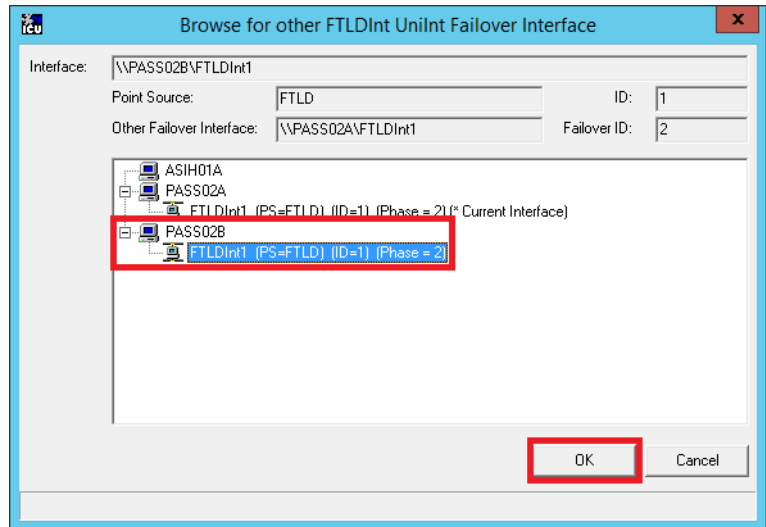 ICU
Browse for other FTLDInt UniInt Failover Interface
x
Interface: \\PASS02B\FTLDInt1
Point Source: FTLD ID: 1
Other Failover Interface: \\PASS02A\FTLDInt1 Failover ID: 2
ASIH01A
PASS02A
FTLDInt1 (PS=FTLD) (ID=1) (Phase = 2) (* Current Interface)
PASS02B
FTLDInt1 (PS=FTLD) (ID=1) (Phase = 2)
OK Cancel